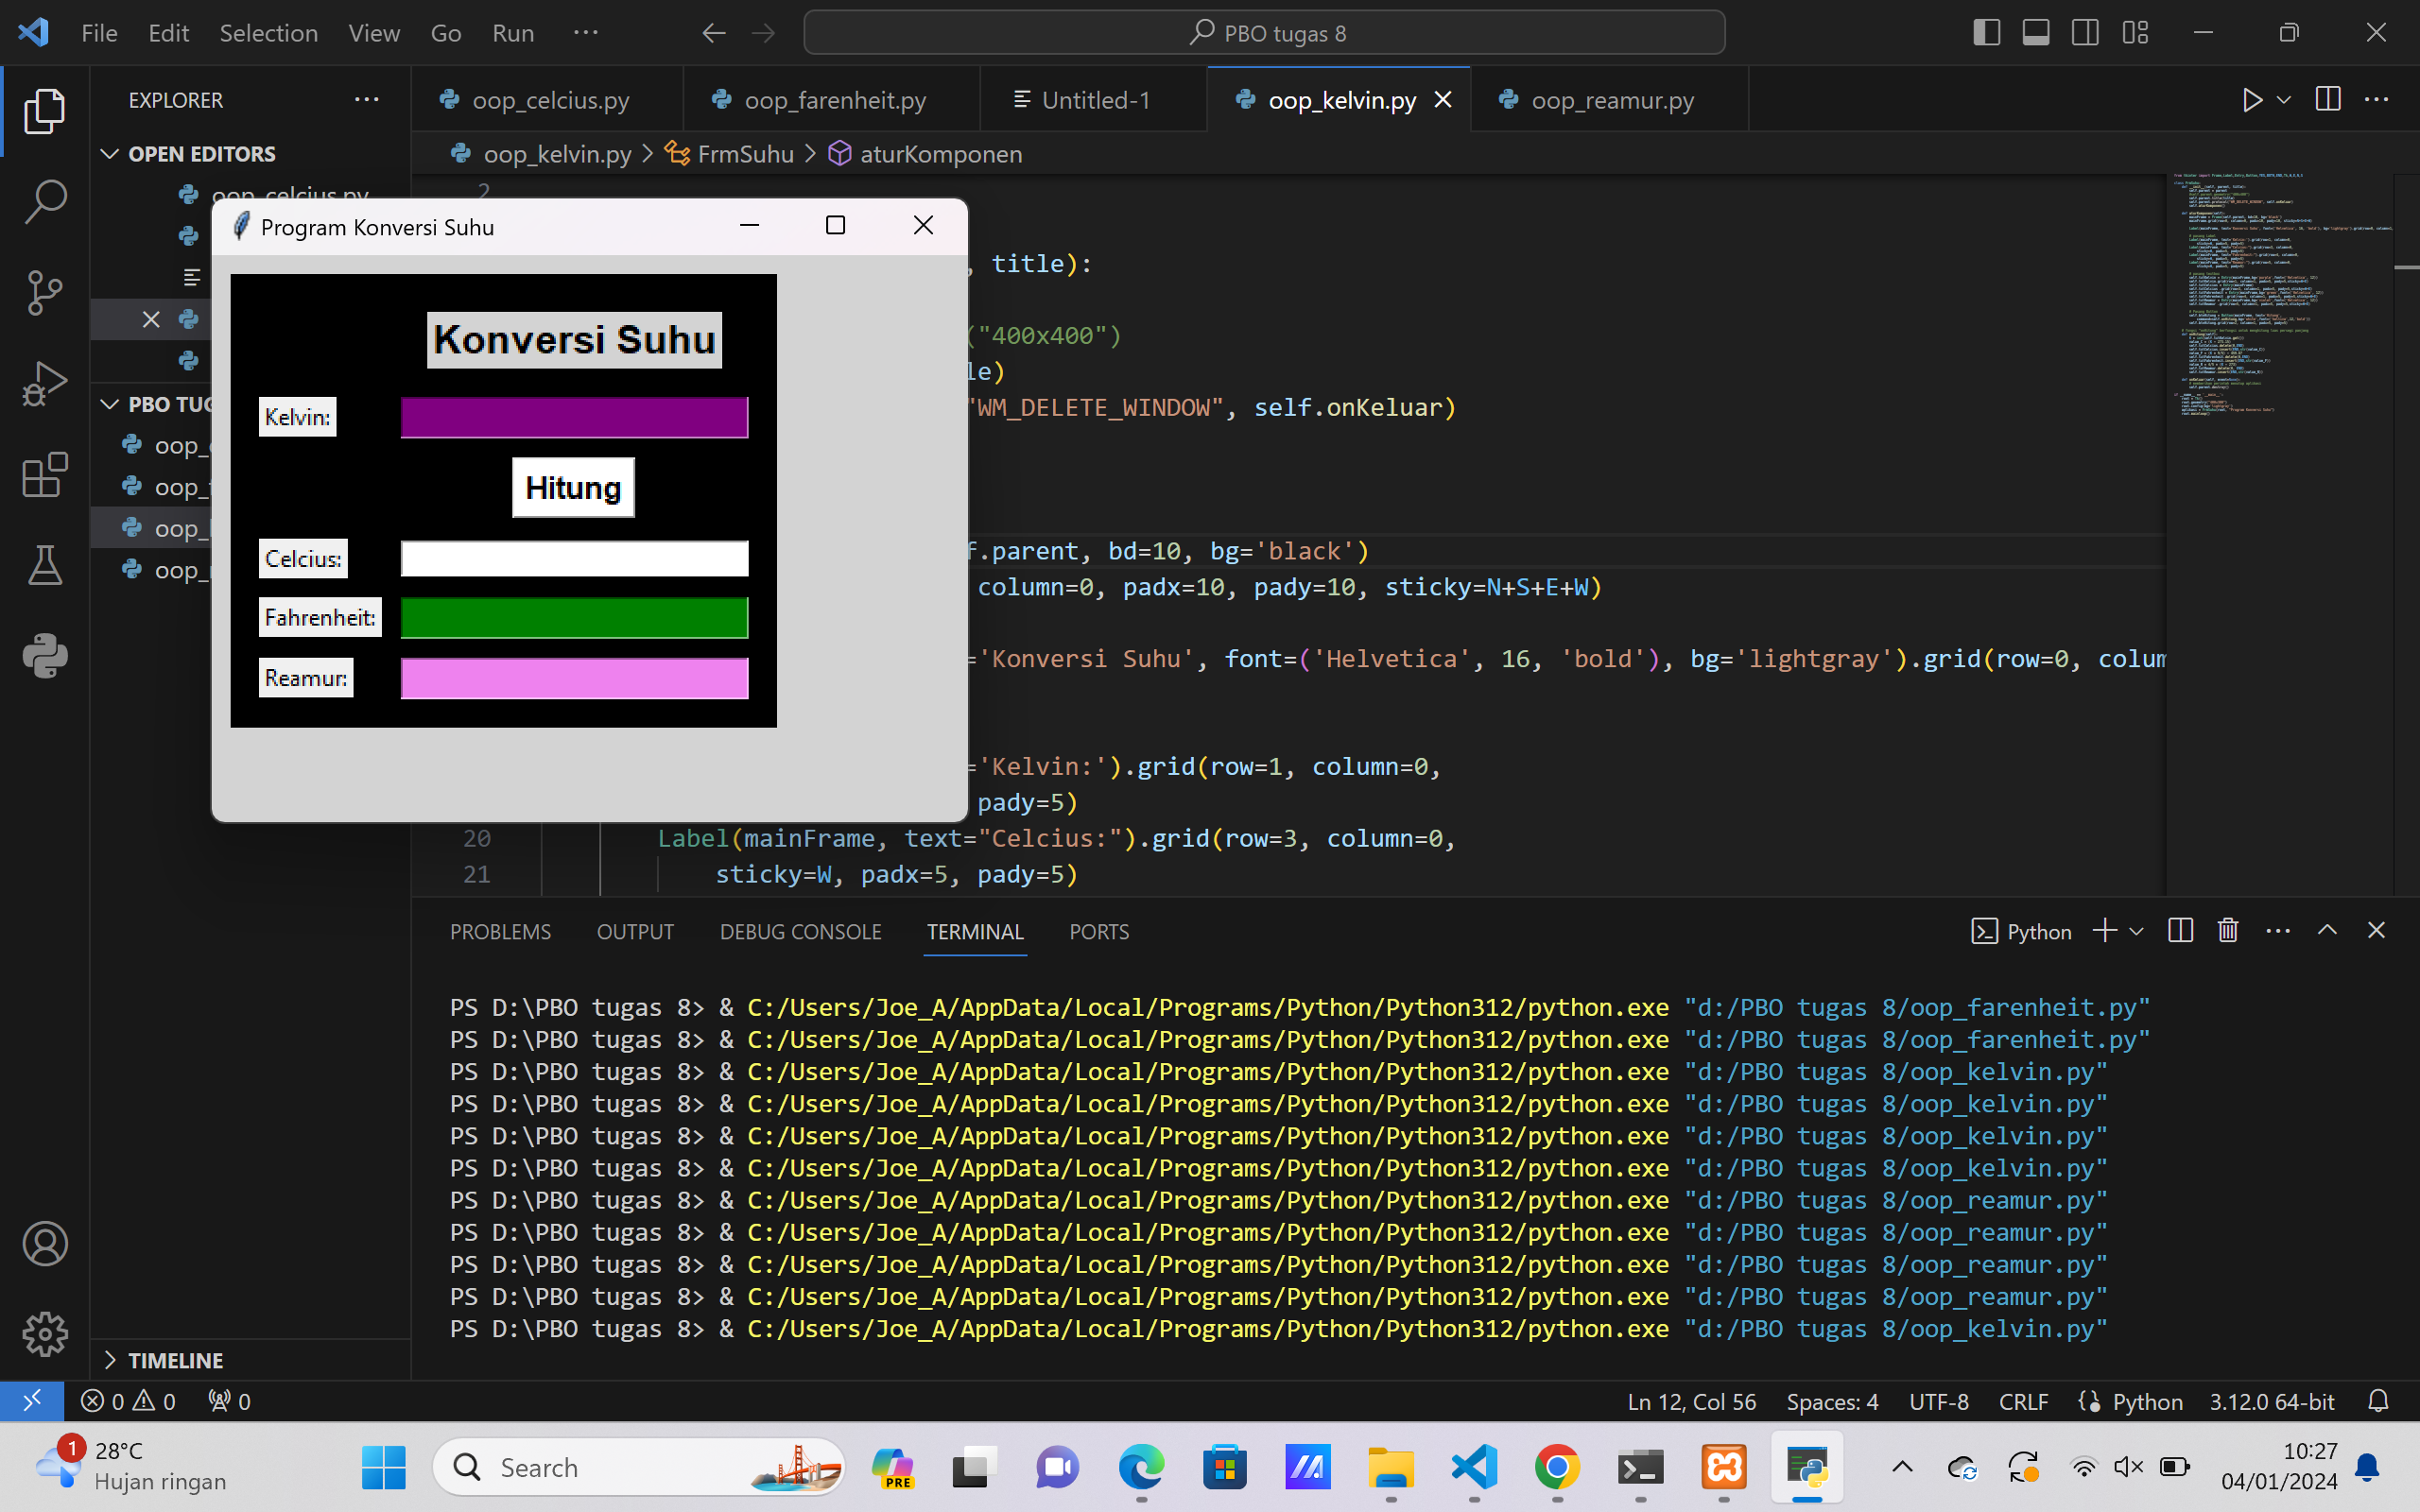 File Edit Selection View Go Run ...
PBO tugas 8
EXPLORER
oop_celcius.py
oop_farenheit.py
Untitled-1
oop_kelvin.py
oop_reamur.py
OPEN EDITORS
oop_kelvin.py > FrmSuhu > aturKomponen
oop_celcius.py
2
Program Konversi Suhu
, title):
Konversi Suhu
("400x400")
le)
PBO TUG
Kelvin:
"WM_DELETE_WINDOW", self.onKeluar)
oop_
Hitung
oop_
oop_
Celcius:
f.parent, bd=10, bg='black')
oop_
column=0, padx=10, pady=10, sticky=N+S+E+W)
Fahrenheit:
='Konversi Suhu', font=('Helvetica', 16, 'bold'), bg='lightgray').grid(row=0, colum
Reamur:
='Kelvin:').grid(row=1, column=0,
pady=5)
20 Label(mainFrame, text="Celcius:").grid(row=3, column=0,
21 sticky=W, padx=5, pady=5)
PROBLEMS OUTPUT DEBUG CONSOLE TERMINAL PORTS
Python
PS D:\PBO tugas 8> & C:/Users/Joe_A/AppData/Local/Programs/Python/Python312/python.exe "d:/PBO tugas 8/oop_farenheit.py"
PS D:\PBO tugas 8> & C:/Users/Joe_A/AppData/Local/Programs/Python/Python312/python.exe "d:/PBO tugas 8/oop_farenheit.py"
PS D:\PBO tugas 8> & C:/Users/Joe_A/AppData/Local/Programs/Python/Python312/python.exe "d:/PBO tugas 8/oop_kelvin.py"
PS D:\PBO tugas 8> & C:/Users/Joe_A/AppData/Local/Programs/Python/Python312/python.exe "d:/PBO tugas 8/oop_kelvin.py"
PS D:\PBO tugas 8> & C:/Users/Joe_A/AppData/Local/Programs/Python/Python312/python.exe "d:/PBO tugas 8/oop_kelvin.py"
PS D:\PBO tugas 8> & C:/Users/Joe_A/AppData/Local/Programs/Python/Python312/python.exe "d:/PBO tugas 8/oop_kelvin.py"
PS D:\PBO tugas 8> & C:/Users/Joe_A/AppData/Local/Programs/Python/Python312/python.exe "d:/PBO tugas 8/oop_reamur.py"
PS D:\PBO tugas 8> & C:/Users/Joe_A/AppData/Local/Programs/Python/Python312/python.exe "d:/PBO tugas 8/oop_reamur.py"
PS D:\PBO tugas 8> & C:/Users/Joe_A/AppData/Local/Programs/Python/Python312/python.exe "d:/PBO tugas 8/oop_reamur.py"
PS D:\PBO tugas 8> & C:/Users/Joe_A/AppData/Local/Programs/Python/Python312/python.exe "d:/PBO tugas 8/oop_reamur.py"
PS D:\PBO tugas 8> & C:/Users/Joe_A/AppData/Local/Programs/Python/Python312/python.exe "d:/PBO tugas 8/oop_kelvin.py"
TIMELINE
0 0 0
Ln 12, Col 56 Spaces: 4 UTF-8 CRLF Python 3.12.0 64-bit
1
28°C
Hujan ringan
Search
PRE
10:27
04/01/2024